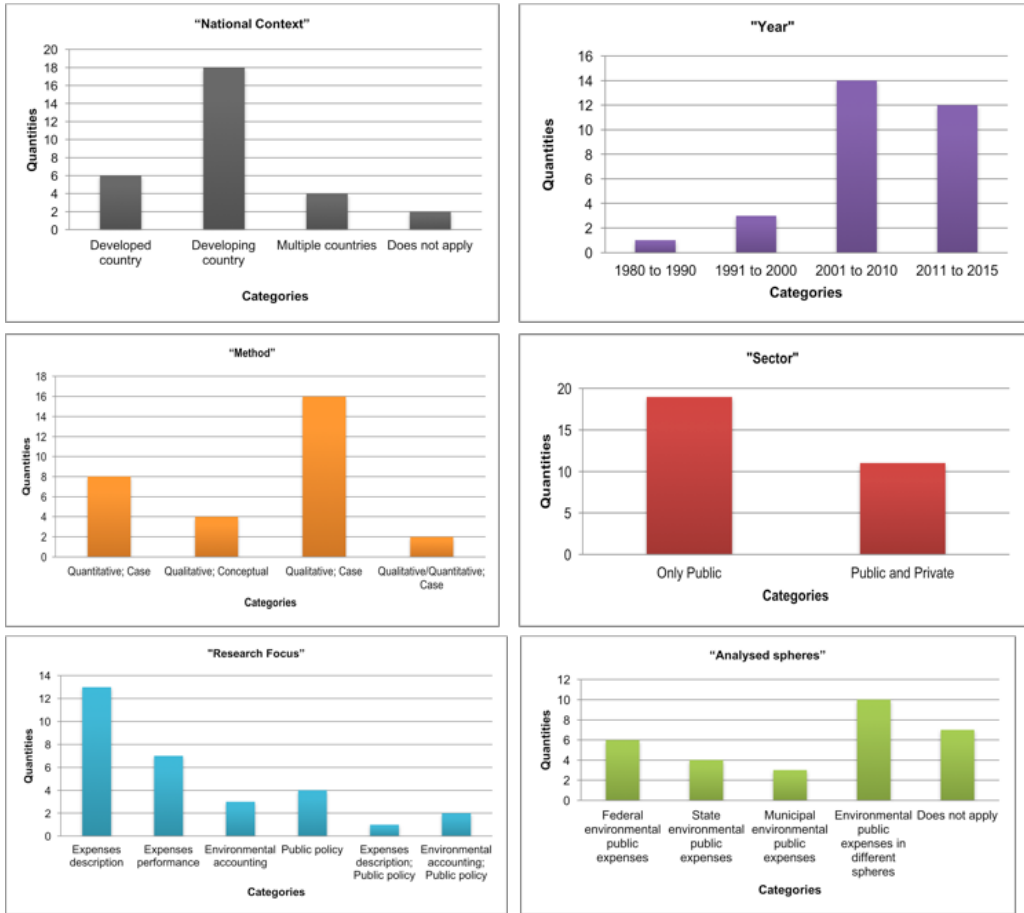 “National Context”
20
18
16
14
12
10
8
6
4
2
0
Quantities
Developed
country
Developing
country
Multiple countries
Does not apply
Categories
"Year"
16
14
12
10
8
6
4
2
0
Quantities
1980 to 1990
1991 to 2000
2001 to 2010
2011 to 2015
Categories
“Method”
18
16
14
12
10
8
6
4
2
0
Quantities
Quantitative; Case
Qualitative; Conceptual
Qualitative; Case
Qualitative/Quantitative;
Case
Categories
"Sector"
20
15
10
5
0
Quantities
Only Public
Public and Private
Categories
"Research Focus”
14
12
10
8
6
4
2
0
Quantities
Expenses
description
Expenses
performance
Environmental
accounting
Public policy
Expenses
description;
Public policy
Environmental
accounting;
Public policy
Categories
“Analysed spheres”
12
10
8
6
4
2
0
Quantities
Federal
environmental
public
expenses
State
environmental
public
expenses
Municipal
environmental
public
expenses
Environmental
public
expenses in
different
spheres
Does not apply
Categories